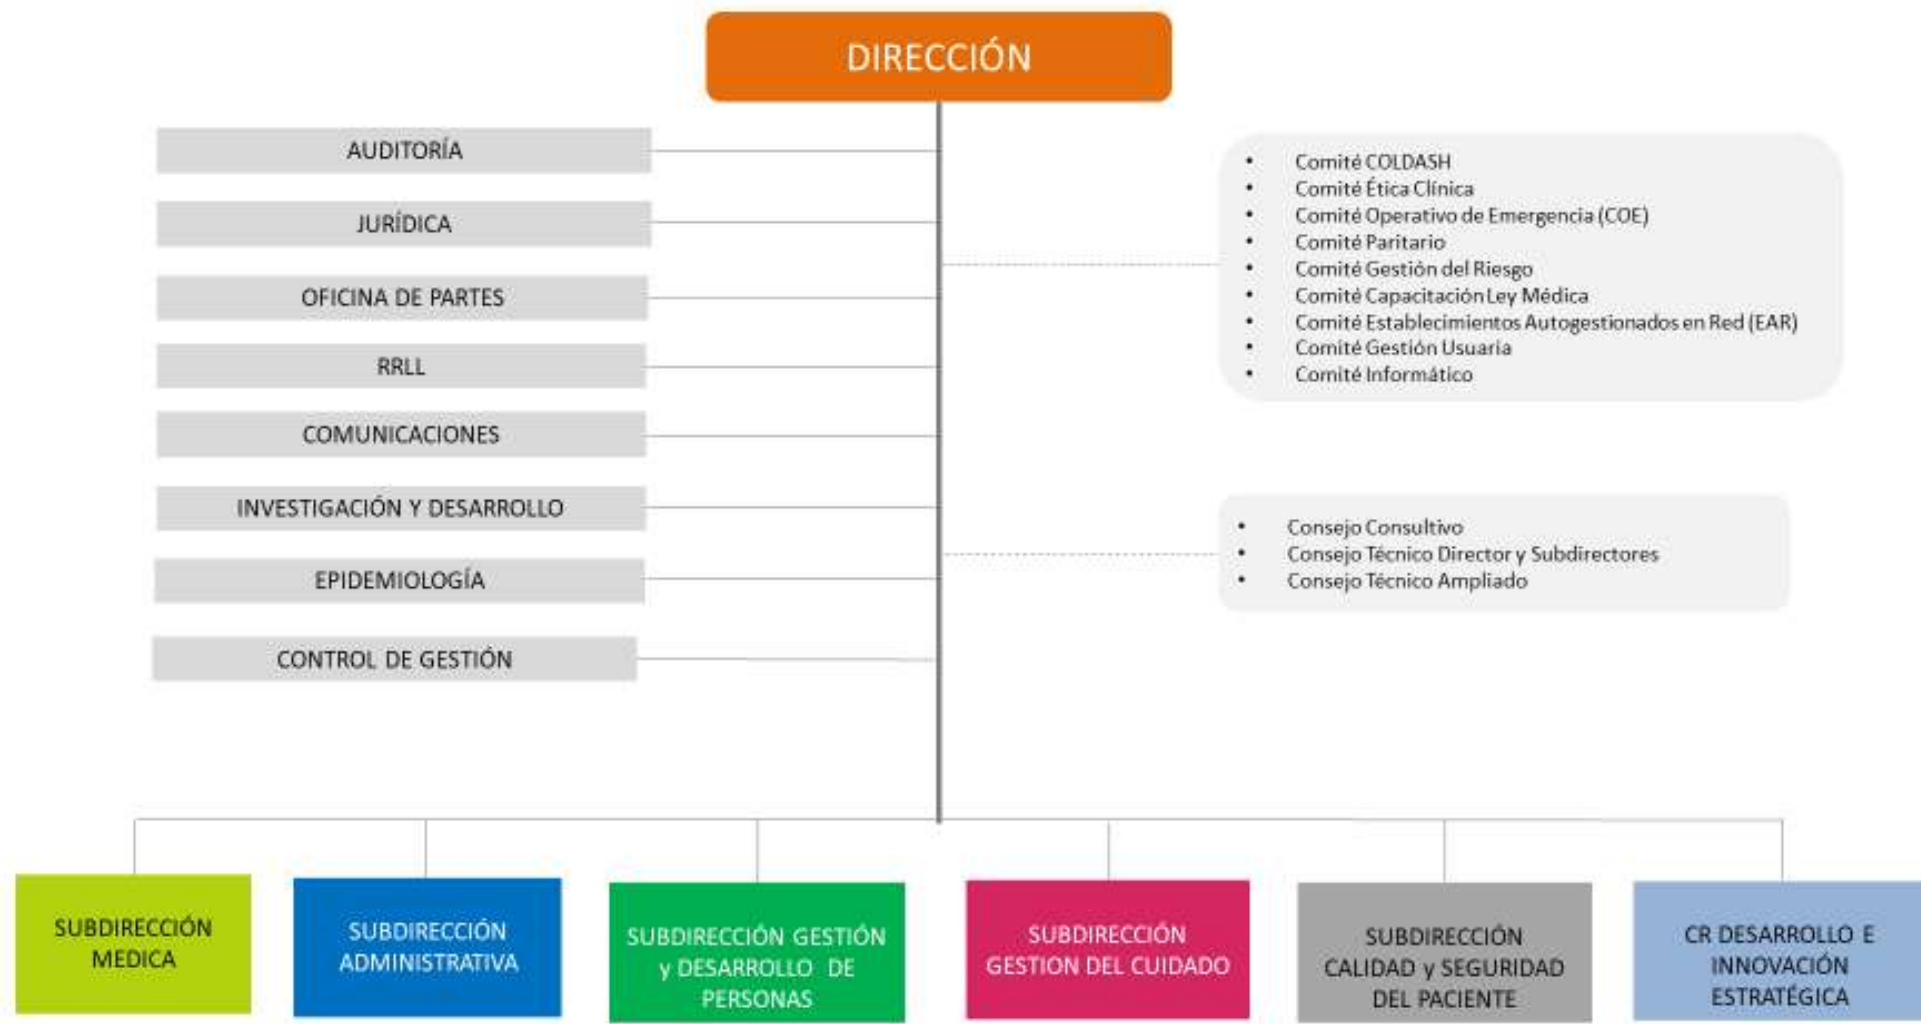 DIRECCIÓN
AUDITORÍA
JURÍDICA
OFICINA DE PARTES
RRLL
COMUNICACIONES
INVESTIGACIÓN Y DESARROLLO
EPIDEMIOLOGÍA
CONTROL DE GESTIÓN
• Comité COLDASH
• Comité Ética Clínica
• Comité Operativo de Emergencia (COE)
• Comité Paritario
• Comité Gestión del Riesgo
• Comité Capacitación Ley Médica
• Comité Establecimientos Autogestionados en Red (EAR)
• Comité Gestión Usuaria
• Comité Informático
• Consejo Consultivo
• Consejo Técnico Director y Subdirectores
• Consejo Técnico Ampliado
SUBDIRECCIÓN
MEDICA
SUBDIRECCIÓN
ADMINISTRATIVA
SUBDIRECCIÓN GESTIÓN
y DESARROLLO DE
PERSONAS
SUBDIRECCIÓN
GESTION DEL CUIDADO
SUBDIRECCIÓN
CALIDAD y SEGURIDAD
DEL PACIENTE
CR DESARROLLO E
INNOVACIÓN
ESTRATÉGICA